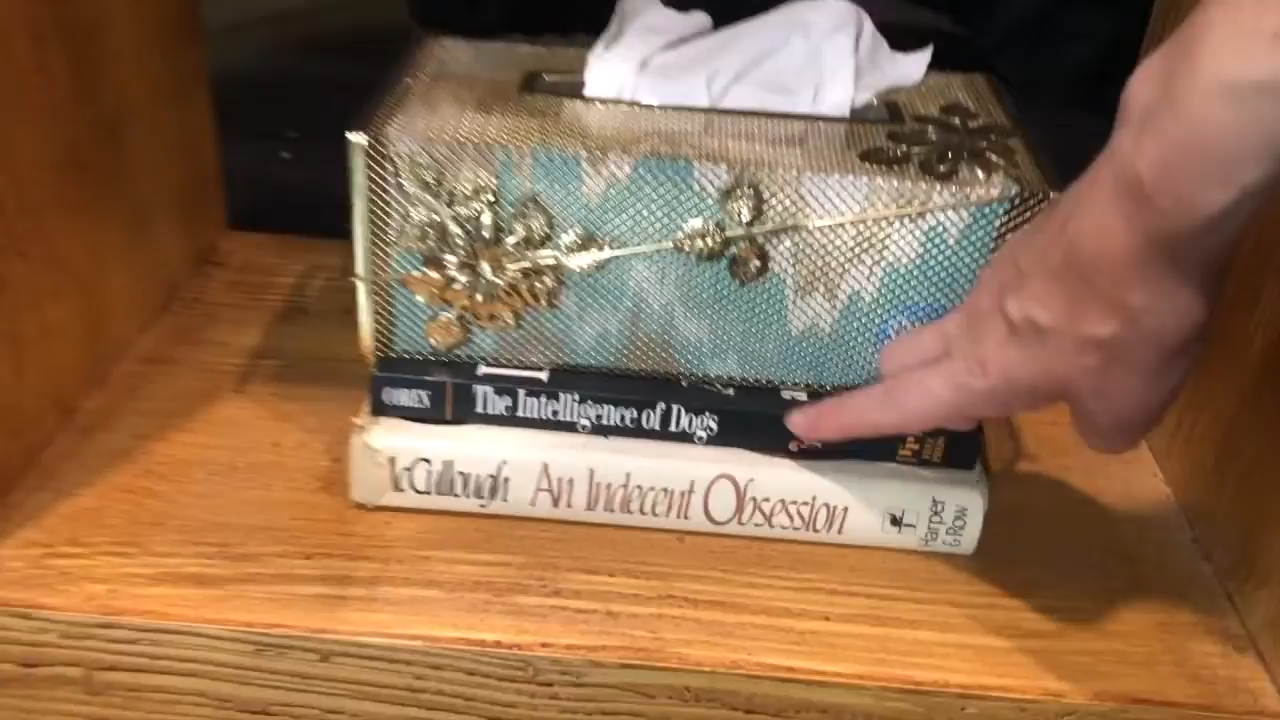 COREN The Intelligence of Dogs
McCullough An Indecent Obsession Harper
& Row